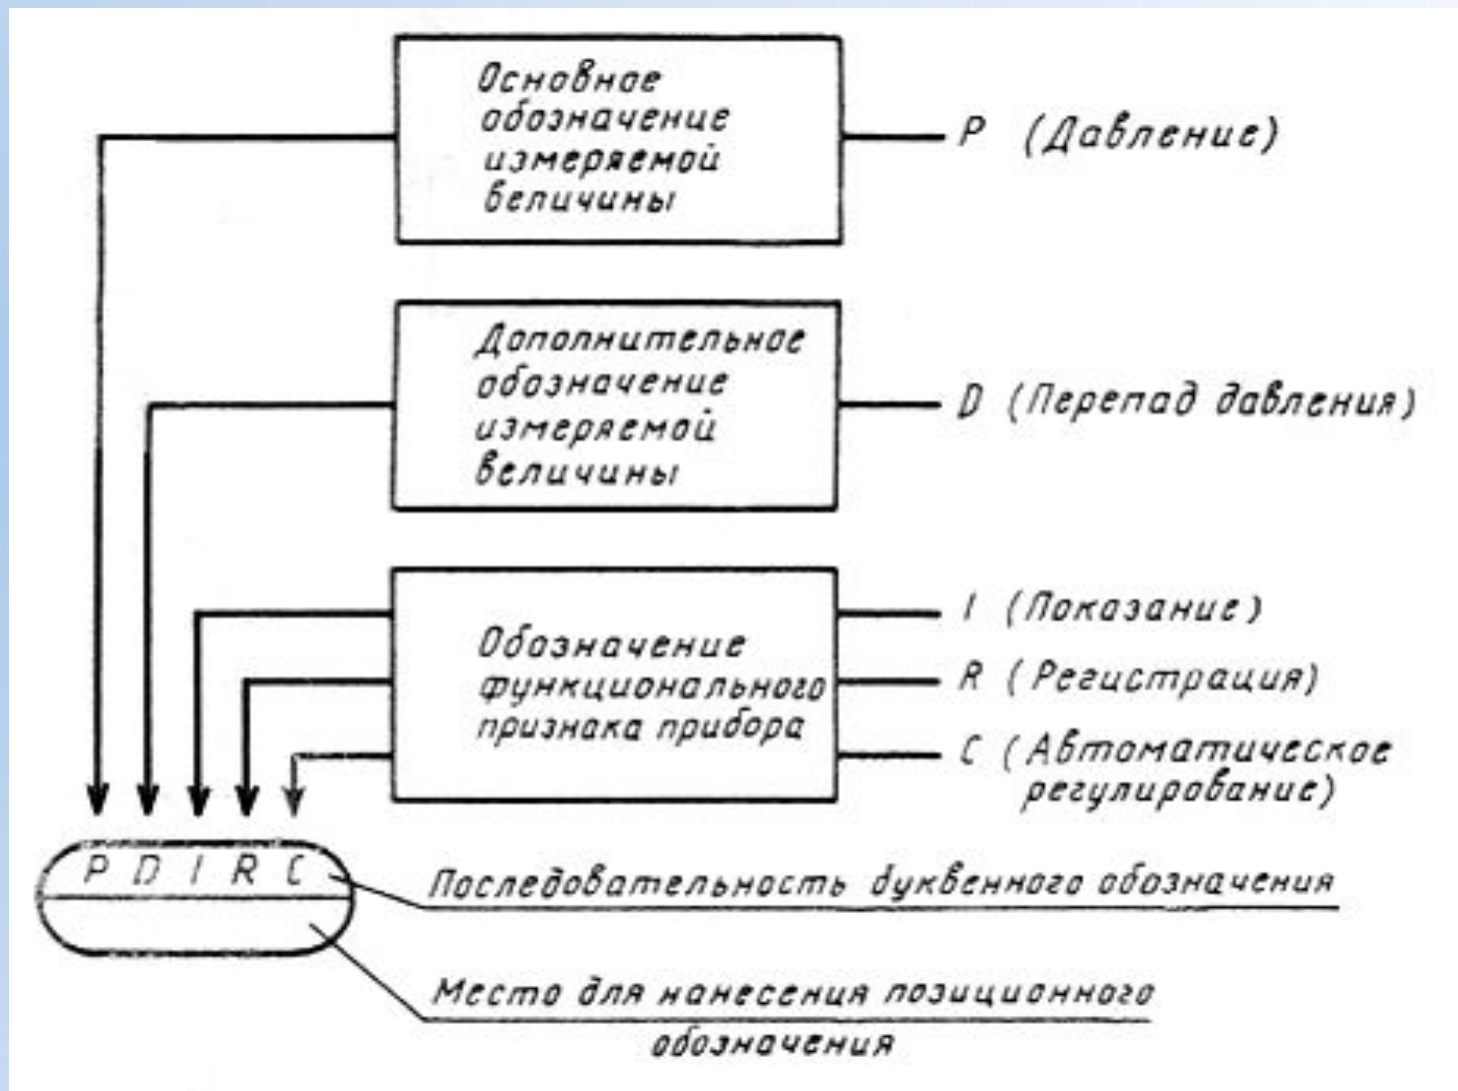 Основное
обозначение
измеряемой
величины
P (Давление)
Дополнительное
обозначение
измеряемой
величины
D (Перепад давления)
Обозначение
функционального
признака прибора
I (Показание)
R (Регистрация)
C (Автоматическое
регулирование)
P D I R C
Последовательность буквенного обозначения
Место для нанесения позиционного
обозначения